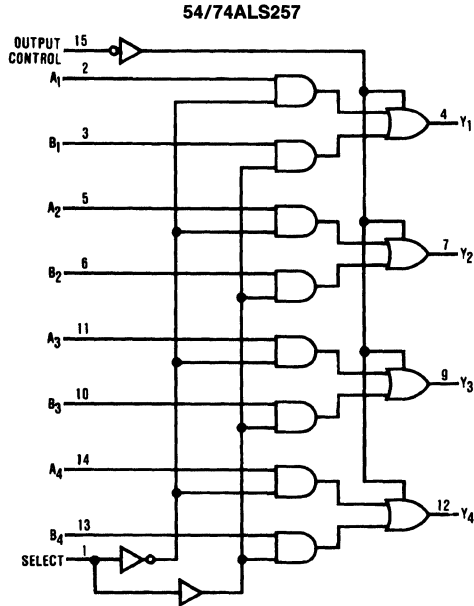 54/74ALS257
OUTPUT CONTROL 15
A1 2
4 Y1
B1 3
A2 5
7 Y2
B2 6
A3 11
9 Y3
B3 10
A4 14
12 Y4
B4 13
SELECT 1